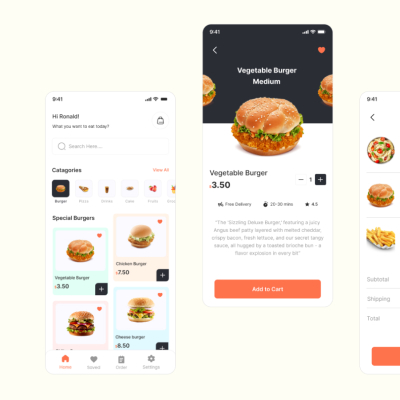 9:41
Hi Ronald!
What you want to eat today?
Search Here...
Catagories
View All
Burger
Pizza
Fruits
Special Burgers
Vegetable Burger
3.50
Chicken Burger
7.50
Cheese burger
8.50
Home
Saved
Order
Settings
9:41
Vegetable Burger
Medium
Vegetable Burger
3.50
1
Free Delivery
20-30 mins
4.5
"The 'Sizzling Deluxe Burger,' featuring a juicy
Angus beef patty layered with melted cheddar,
crispy bacon, fresh lettuce, and our secret tangy
sauce, all hugged by a toasted brioche bun - a
flavor explosion in every bite"
Add to Cart
9:41
Subtotal
Shipping
Total